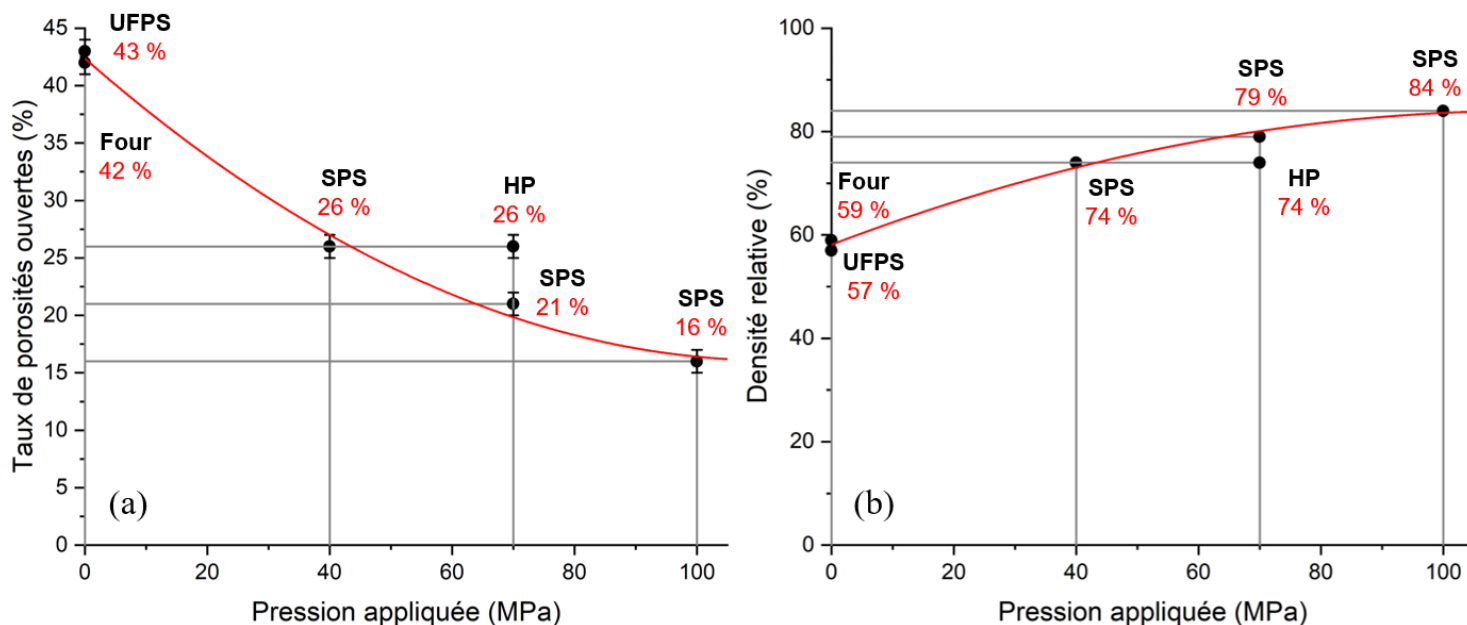 Taux de porosités ouvertes (%)
45
40
35
30
25
20
15
10
5
0
UFPS
43 %
Four
42 %
SPS
26 %
HP
26 %
SPS
21 %
SPS
16 %
(a)
0 20 40 60 80 100
Pression appliquée (MPa)
Densité relative (%)
100
80
60
40
20
0
Four
59 %
UFPS
57 %
SPS
74 %
SPS
79 %
HP
74 %
SPS
84 %
(b)
0 20 40 60 80 100
Pression appliquée (MPa)